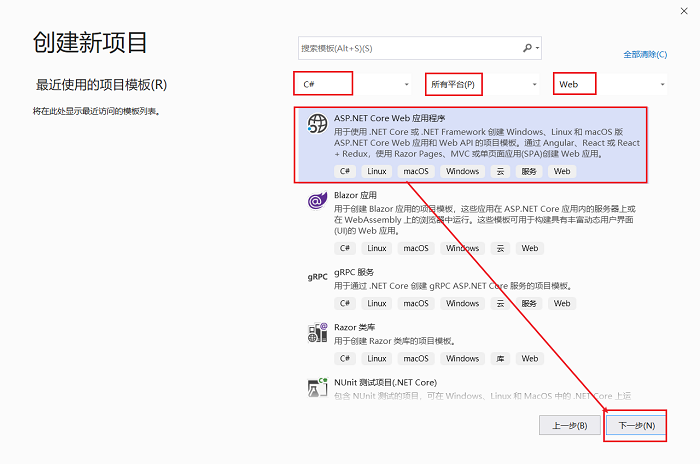 创建新项目
搜索模板(Alt+S)(S)
全部清除(C)
最近使用的项目模板(R)
C# 所有平台(P) Web
将在此处显示最近访问的模板列表。
ASP.NET Core Web 应用程序
用于使用 .NET Core 或 .NET Framework 创建 Windows、Linux 和 macOS 版
ASP.NET Core Web 应用和 Web API 的项目模板。通过 Angular、React 或 React
+ Redux，使用 Razor Pages、MVC 或单页应用(SPA)创建 Web 应用。
C# Linux macOS Windows 云 服务 Web
Blazor 应用
用于创建 Blazor 应用的项目模板，这些应用在 ASP.NET Core 应用内的服务器上或
在 WebAssembly 上的浏览器中运行。这些模板可用于构建具有丰富动态用户界面
(UI)的 Web 应用。
C# Linux macOS Windows 云 Web
gRPC gRPC 服务
用于通过 .NET Core 创建 gRPC ASP.NET Core 服务的项目模板。
C# Linux macOS Windows 云 服务 Web
Razor 类库
用于创建 Razor 类库的项目模板。
C# Linux macOS Windows 库 Web
NUnit 测试项目(.NET Core)
包含 NUnit 测试的项目，可在 Windows、Linux 和 MacOS 中的 .NET Core 上运
上一步(B) 下一步(N)